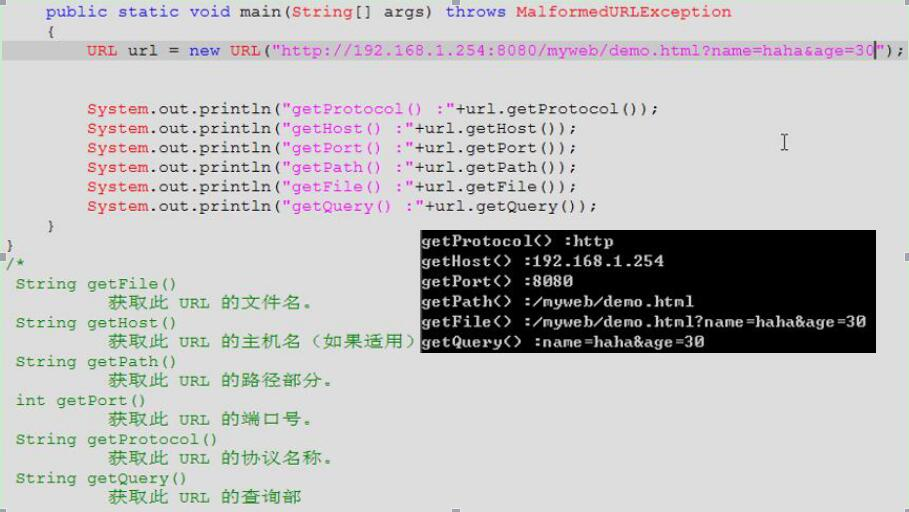 public static void main(String[] args) throws MalformedURLException
{
URL url = new URL("http://192.168.1.254:8080/myweb/demo.html?name=haha&age=30");
System.out.println("getProtocol() :"+url.getProtocol());
System.out.println("getHost() :"+url.getHost());
System.out.println("getPort() :"+url.getPort());
System.out.println("getPath() :"+url.getPath());
System.out.println("getFile() :"+url.getFile());
System.out.println("getQuery() :"+url.getQuery());
}
}
/*
String getFile()
获取此 URL 的文件名。
String getHost()
获取此 URL 的主机名（如果适用）
String getPath()
获取此 URL 的路径部分。
int getPort()
获取此 URL 的端口号。
String getProtocol()
获取此 URL 的协议名称。
String getQuery()
获取此 URL 的查询部
getProtocol() :http
getHost() :192.168.1.254
getPort() :8080
getPath() :/myweb/demo.html
getFile() :/myweb/demo.html?name=haha&age=30
getQuery() :name=haha&age=30